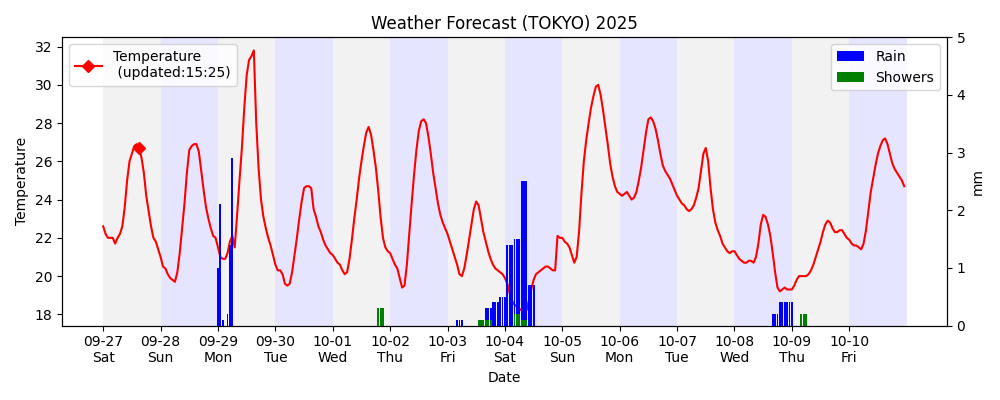 Weather Forecast (TOKYO) 2025
Temperature
(updated:15:25)
Rain
Showers
Temperature
32
30
28
26
24
22
20
18
5
4
3
2
1
0
mm
09-27 09-28 09-29 09-30 10-01 10-02 10-03 10-04 10-05 10-06 10-07 10-08 10-09 10-10
Sat Sun Mon Tue Wed Thu Fri Sat Sun Mon Tue Wed Thu Fri
Date